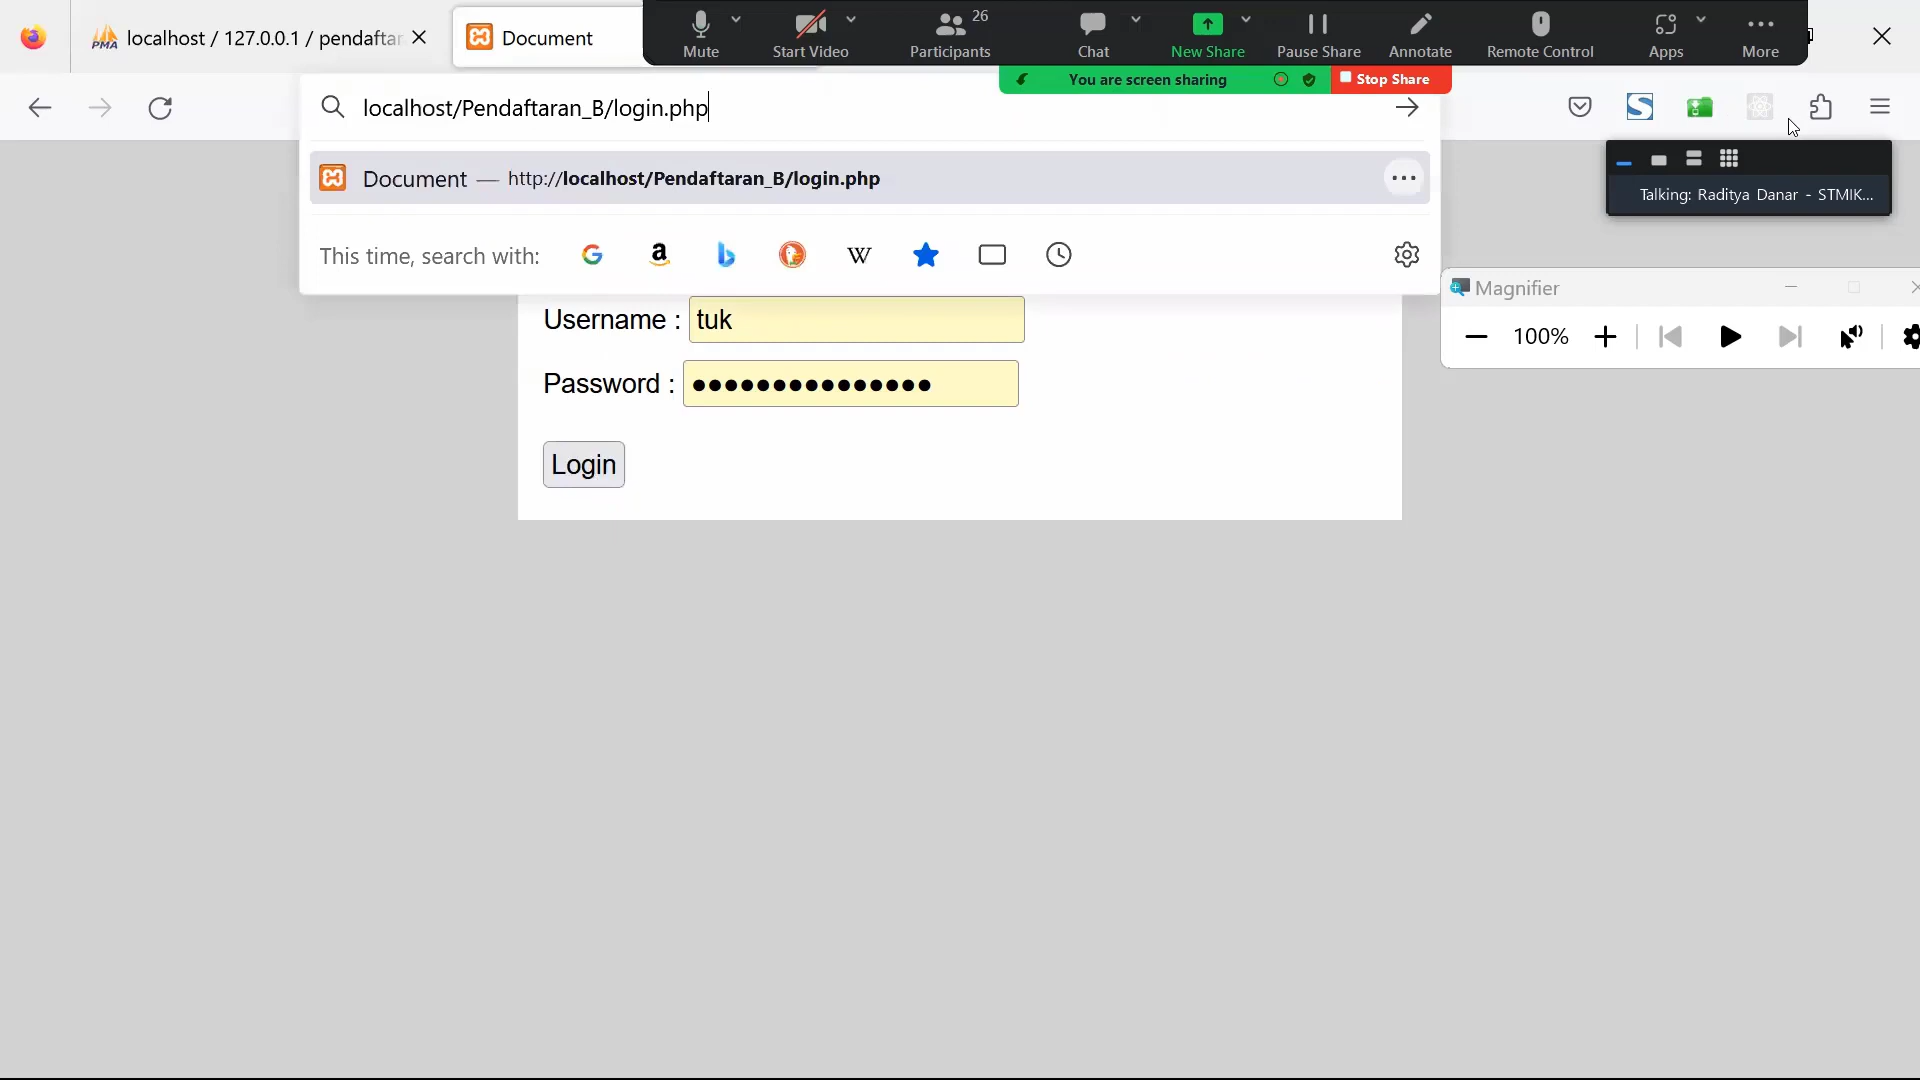 localhost / 127.0.0.1 / pendaftar
Document
Mute
Start Video
26
Participants
Chat
New Share
Pause Share
Annotate
Remote Control
Apps
More
You are screen sharing
Stop Share
localhost/Pendaftaran_B/login.php
Document — http://localhost/Pendaftaran_B/login.php
Talking: Raditya Danar - STMIK...
This time, search with:
Magnifier
100%
Username : tuk
Password : ●●●●●●●●●●●●●●●
Login